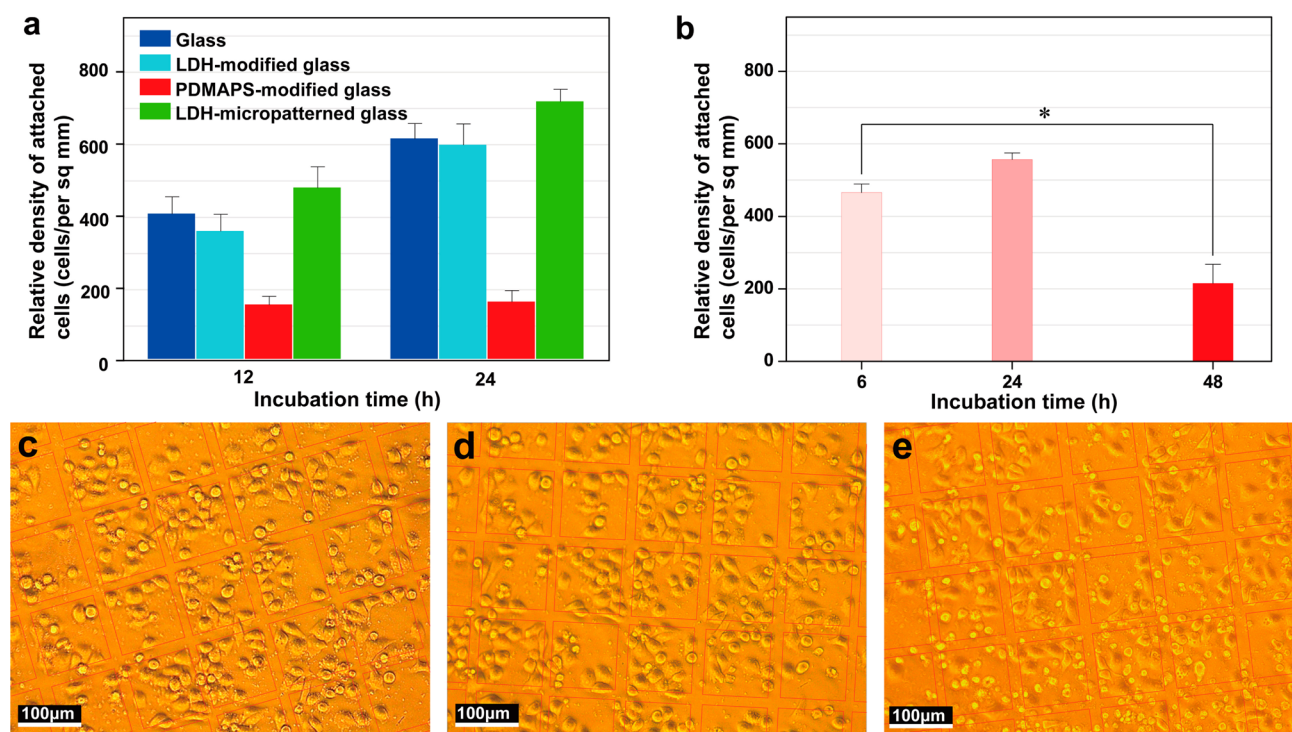 a
Glass
LDH-modified glass
PDMAPS-modified glass
LDH-micropatterned glass
Relative density of attached
cells (cells/per sq mm)
800
600
400
200
0
12
24
Incubation time (h)
b
*
Relative density of attached
cells (cells/per sq mm)
800
600
400
200
0
6
24
48
Incubation time (h)
c
100μm
d
100μm
e
100μm